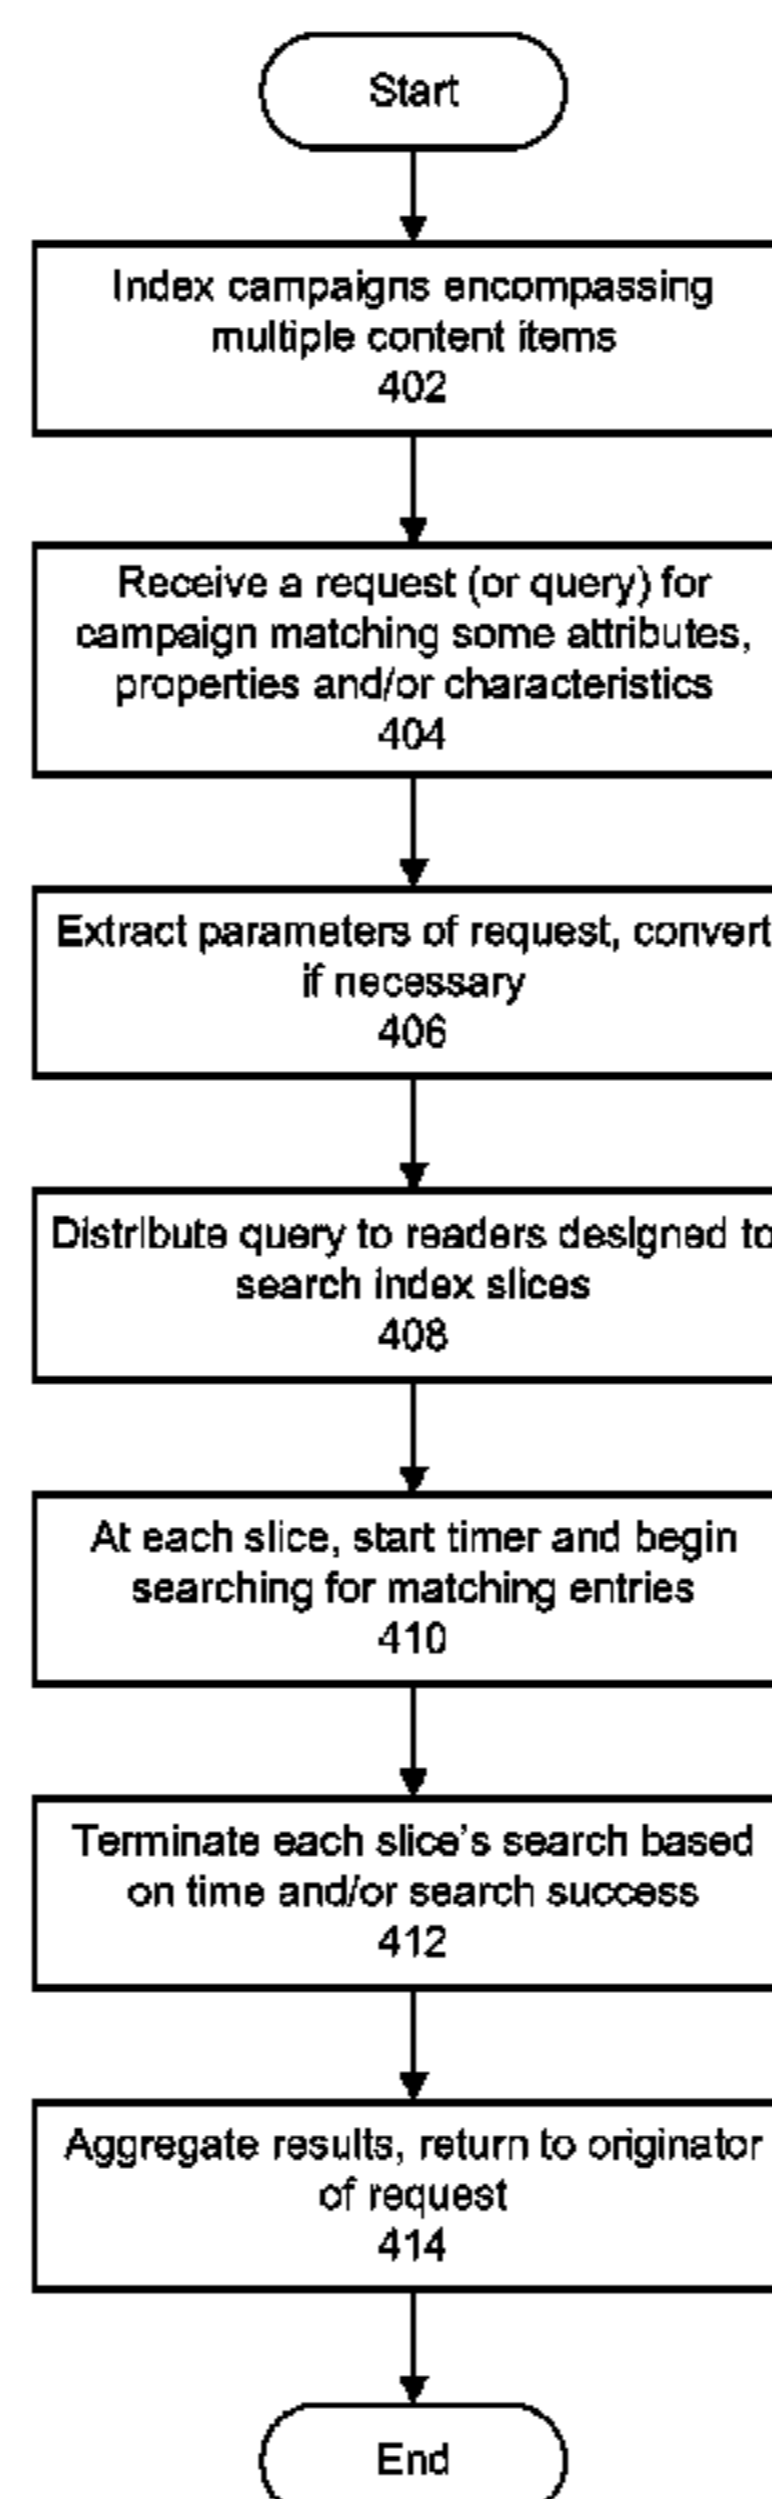 Start
Index campaigns encompassing
multiple content items
402
Receive a request (or query) for
campaign matching some attributes,
properties and/or characteristics
404
Extract parameters of request, convert
if necessary
406
Distribute query to readers designed to
search index slices
408
At each slice, start timer and begin
searching for matching entries
410
Terminate each slice's search based
on time and/or search success
412
Aggregate results, return to originator
of request
414
End